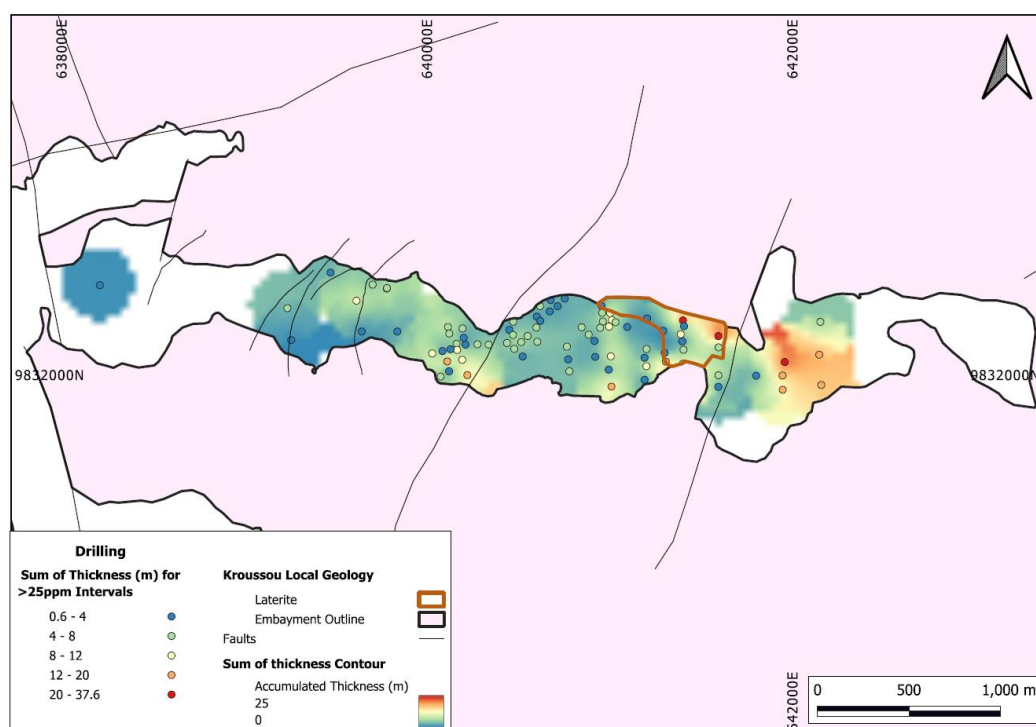 638000E
640000E
642000E
9832000N
9832000N
Drilling
Sum of Thickness (m) for
>25ppm Intervals
0.6 - 4
4 - 8
8 - 12
12 - 20
20 - 37.6
Kroussou Local Geology
Laterite
Embayment Outline
Faults
Sum of thickness Contour
Accumulated Thickness (m)
25
0
642000E
0 500 1,000 m